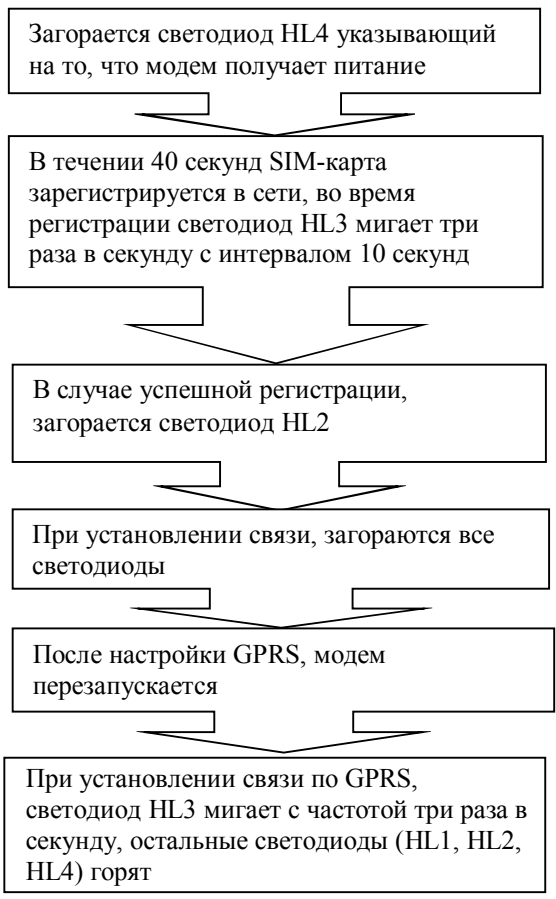 Загорается светодиод HL4 указывающий
на то, что модем получает питание
В течении 40 секунд SIM-карта
зарегистрируется в сети, во время
регистрации светодиод HL3 мигает три
раза в секунду с интервалом 10 секунд
В случае успешной регистрации,
загорается светодиод HL2
При установлении связи, загораются все
светодиоды
После настройки GPRS, модем
перезапускается
При установлении связи по GPRS,
светодиод HL3 мигает с частотой три раза в
секунду, остальные светодиоды (HL1, HL2,
HL4) горят